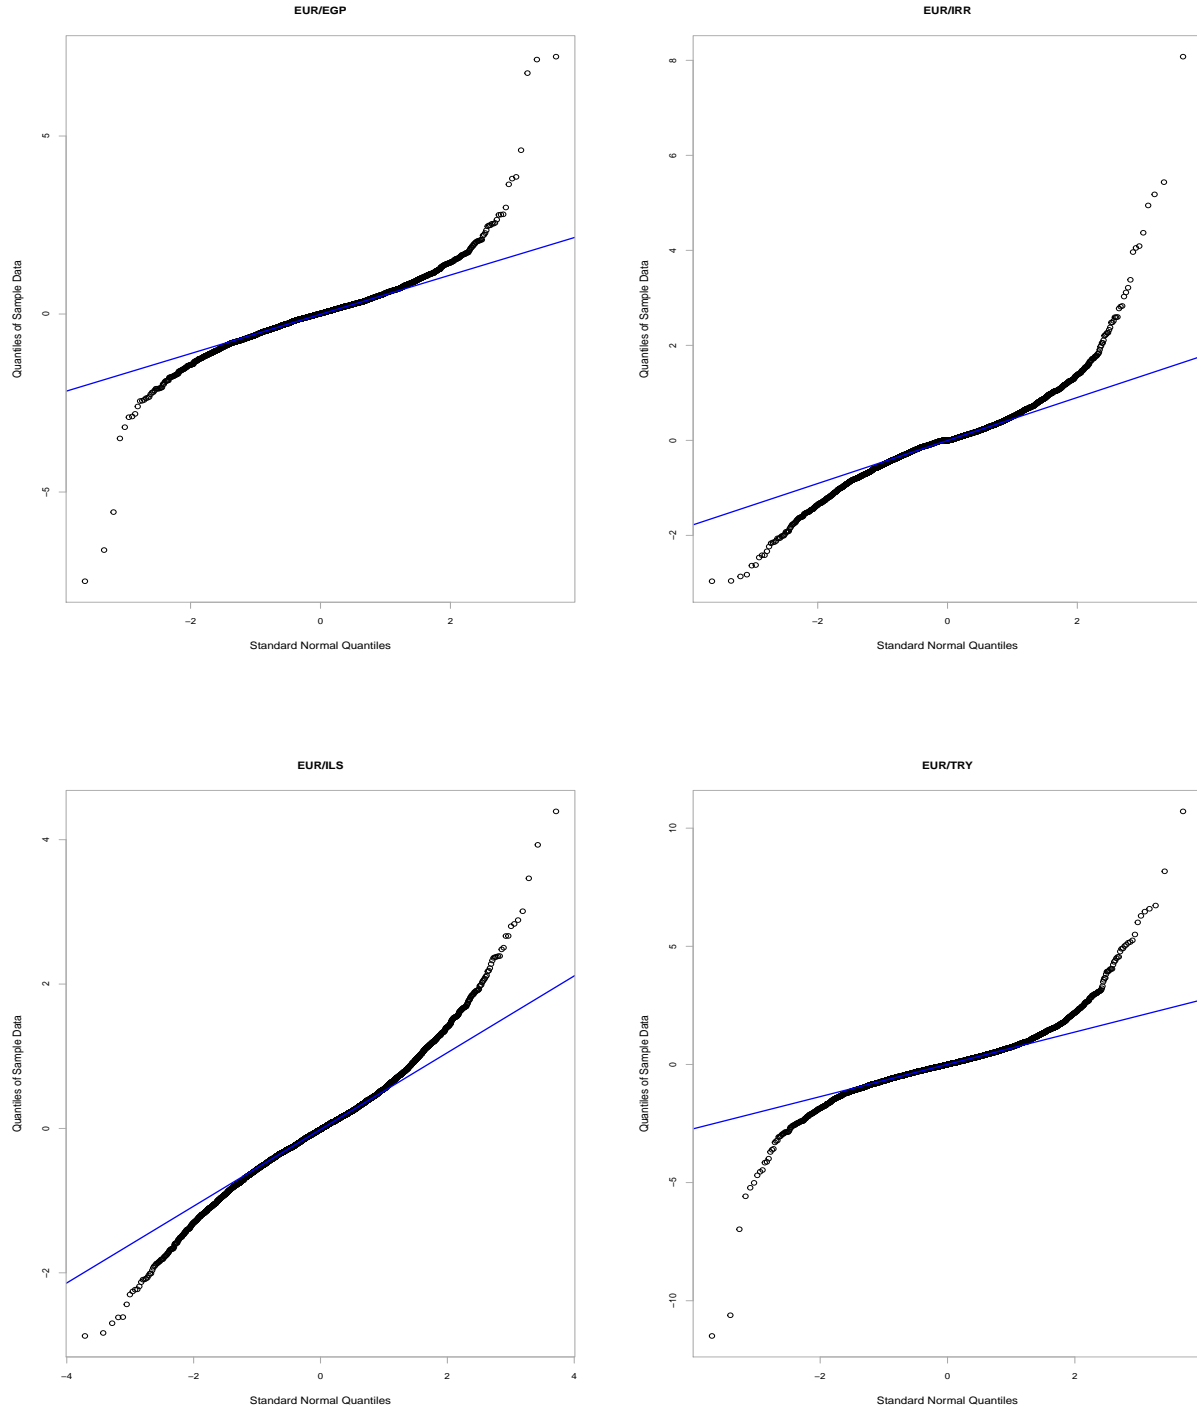 EUR/EGP
Quantiles of Sample Data
5
0
−5
−2
0
2
Standard Normal Quantiles
EUR/IRR
Quantiles of Sample Data
8
6
4
2
0
−2
−2
0
2
Standard Normal Quantiles
EUR/ILS
Quantiles of Sample Data
4
2
0
−2
−4
−2
0
2
4
Standard Normal Quantiles
EUR/TRY
Quantiles of Sample Data
10
5
0
−5
−10
−2
0
2
Standard Normal Quantiles